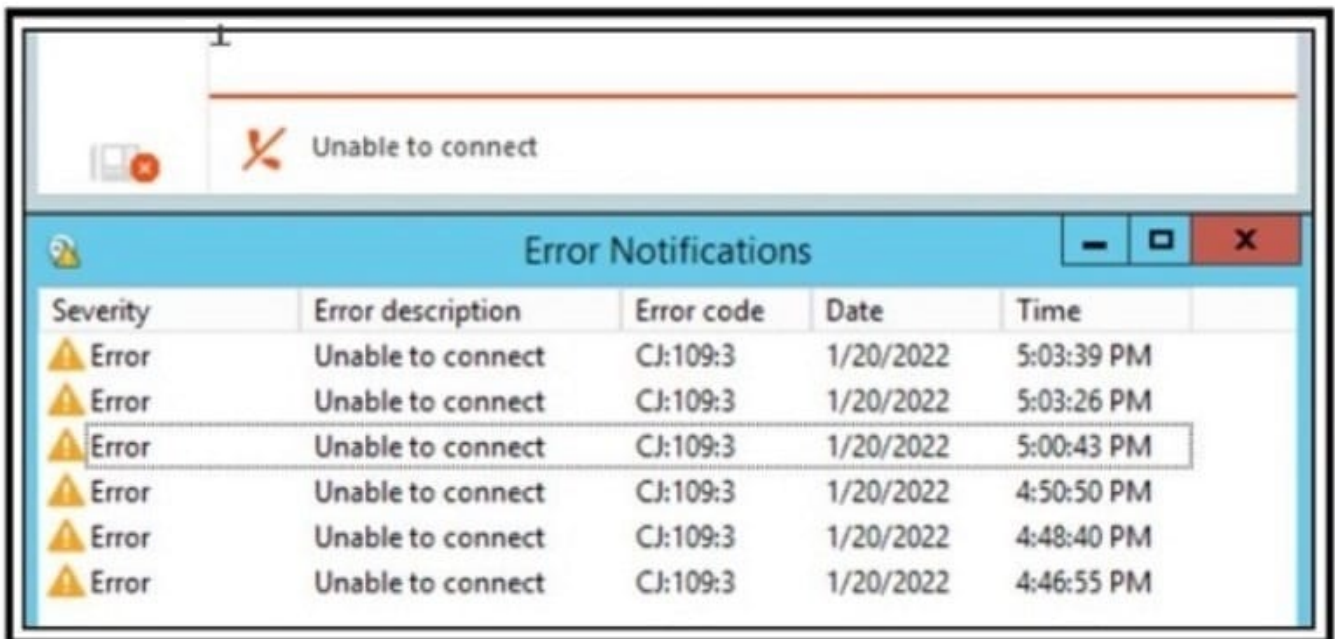 Unable to connect
Error Notifications
Severity Error description Error code Date Time
Error Unable to connect CJ:109:3 1/20/2022 5:03:39 PM
Error Unable to connect CJ:109:3 1/20/2022 5:03:26 PM
Error Unable to connect CJ:109:3 1/20/2022 5:00:43 PM
Error Unable to connect CJ:109:3 1/20/2022 4:50:50 PM
Error Unable to connect CJ:109:3 1/20/2022 4:48:40 PM
Error Unable to connect CJ:109:3 1/20/2022 4:46:55 PM